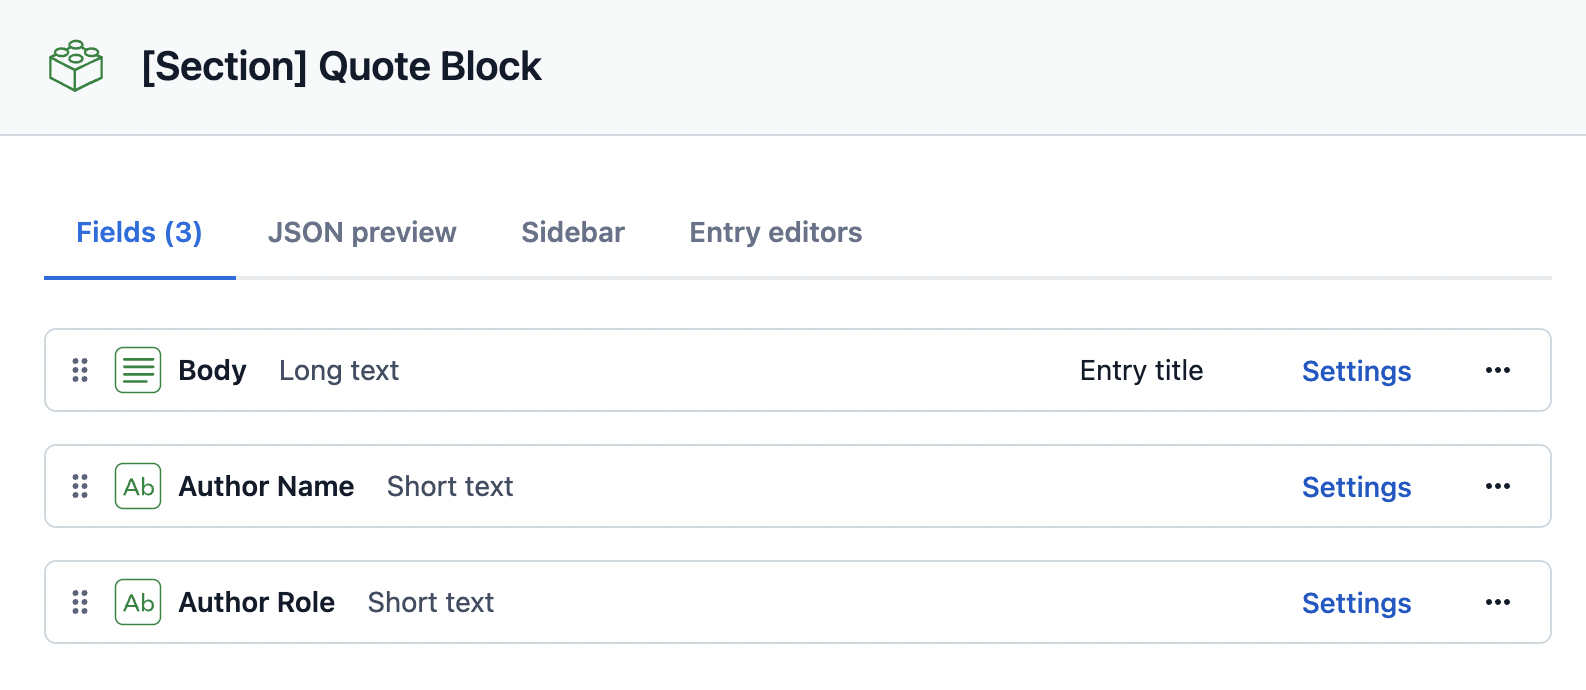 [Section] Quote Block
Fields (3) JSON preview Sidebar Entry editors
Body Long text Entry title Settings
Ab Author Name Short text Settings
Ab Author Role Short text Settings